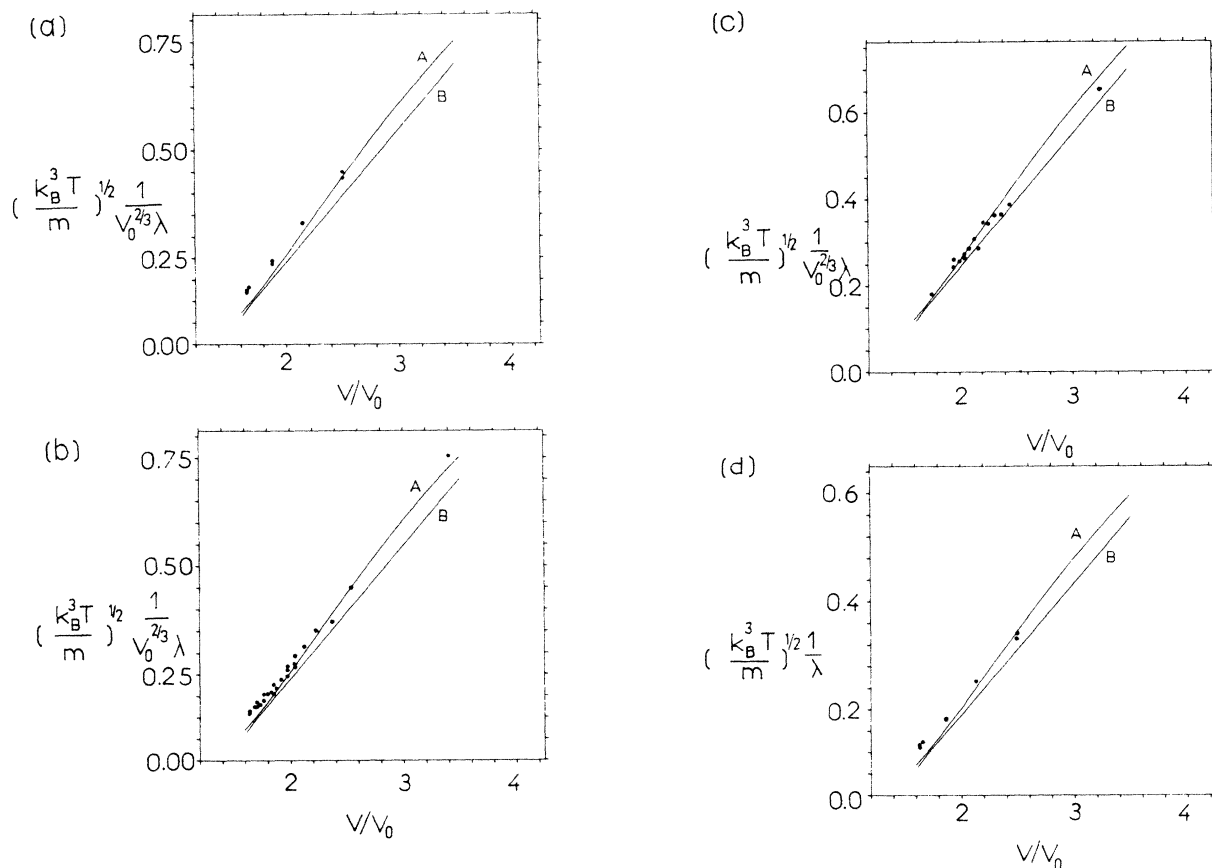 (a)
0.75
0.50
0.25
0.00
A
B
( k_B^3 T / m )^1/2 1 / V_0^2/3 λ
2 3 4
V/V_0
(b)
0.75
0.50
0.25
0.00
A
B
( k_B^3 T / m )^1/2 1 / V_0^2/3 λ
2 3 4
V/V_0
(c)
0.6
0.4
0.2
0.0
A
B
( k_B^3 T / m )^1/2 1 / V_0^2/3 λ
2 3 4
V/V_0
(d)
0.6
0.4
0.2
0.0
A
B
( k_B^3 T / m )^1/2 1 / λ
2 3 4
V/V_0